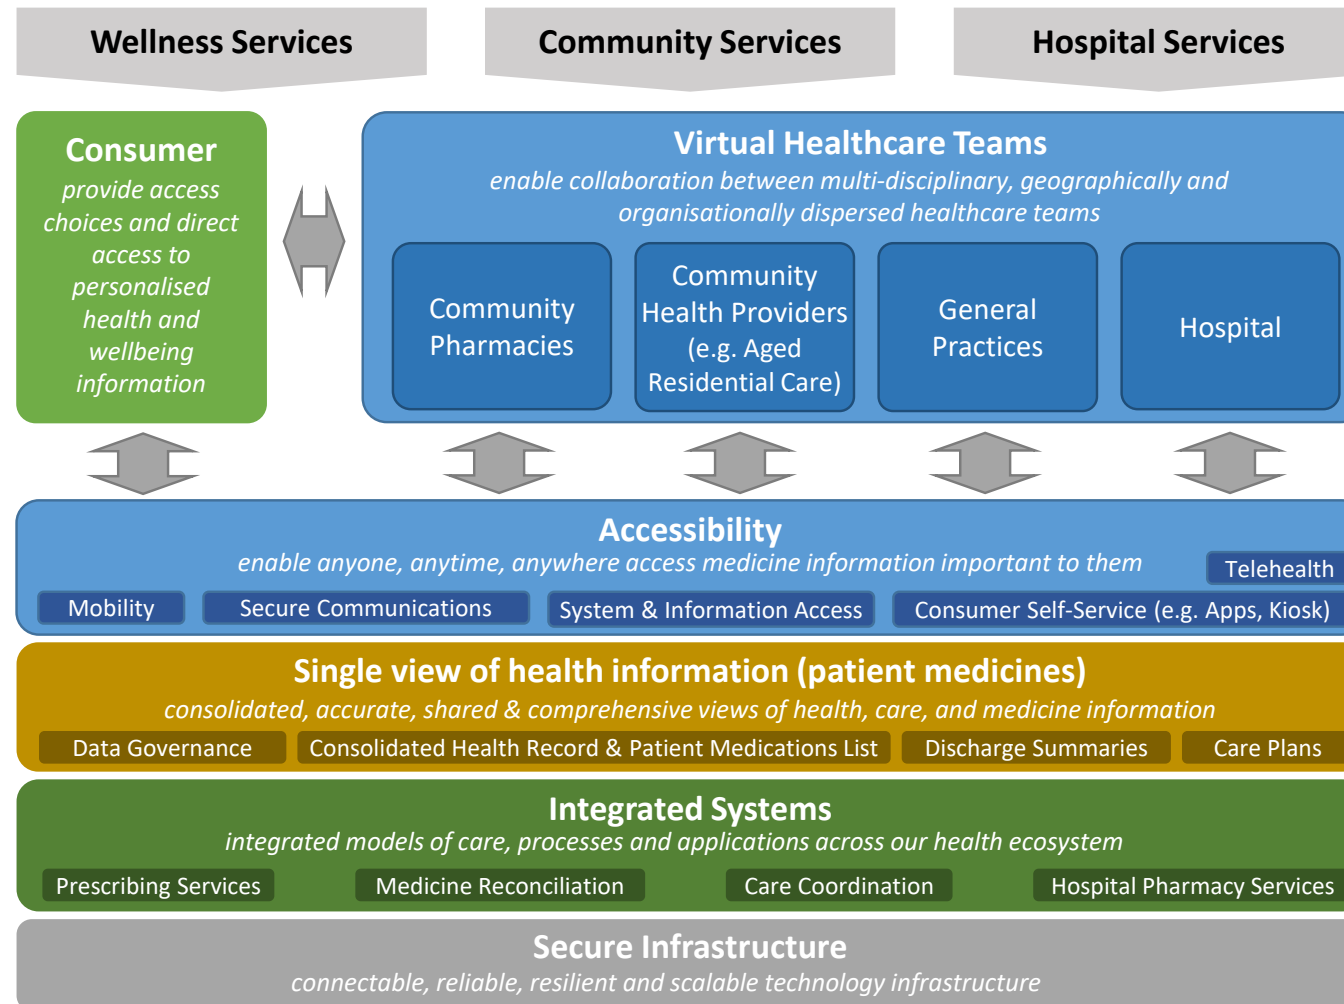 Wellness Services
Community Services
Hospital Services
Consumer
provide access
choices and direct
access to
personalised
health and
wellbeing
information
Virtual Healthcare Teams
enable collaboration between multi-disciplinary, geographically and
organisationally dispersed healthcare teams
Community
Pharmacies
Community
Health Providers
(e.g. Aged
Residential Care)
General
Practices
Hospital
Accessibility
enable anyone, anytime, anywhere access medicine information important to them
Telehealth
Mobility
Secure Communications
System & Information Access
Consumer Self-Service (e.g. Apps, Kiosk)
Single view of health information (patient medicines)
consolidated, accurate, shared & comprehensive views of health, care, and medicine information
Data Governance
Consolidated Health Record & Patient Medications List
Discharge Summaries
Care Plans
Integrated Systems
integrated models of care, processes and applications across our health ecosystem
Prescribing Services
Medicine Reconciliation
Care Coordination
Hospital Pharmacy Services
Secure Infrastructure
connectable, reliable, resilient and scalable technology infrastructure